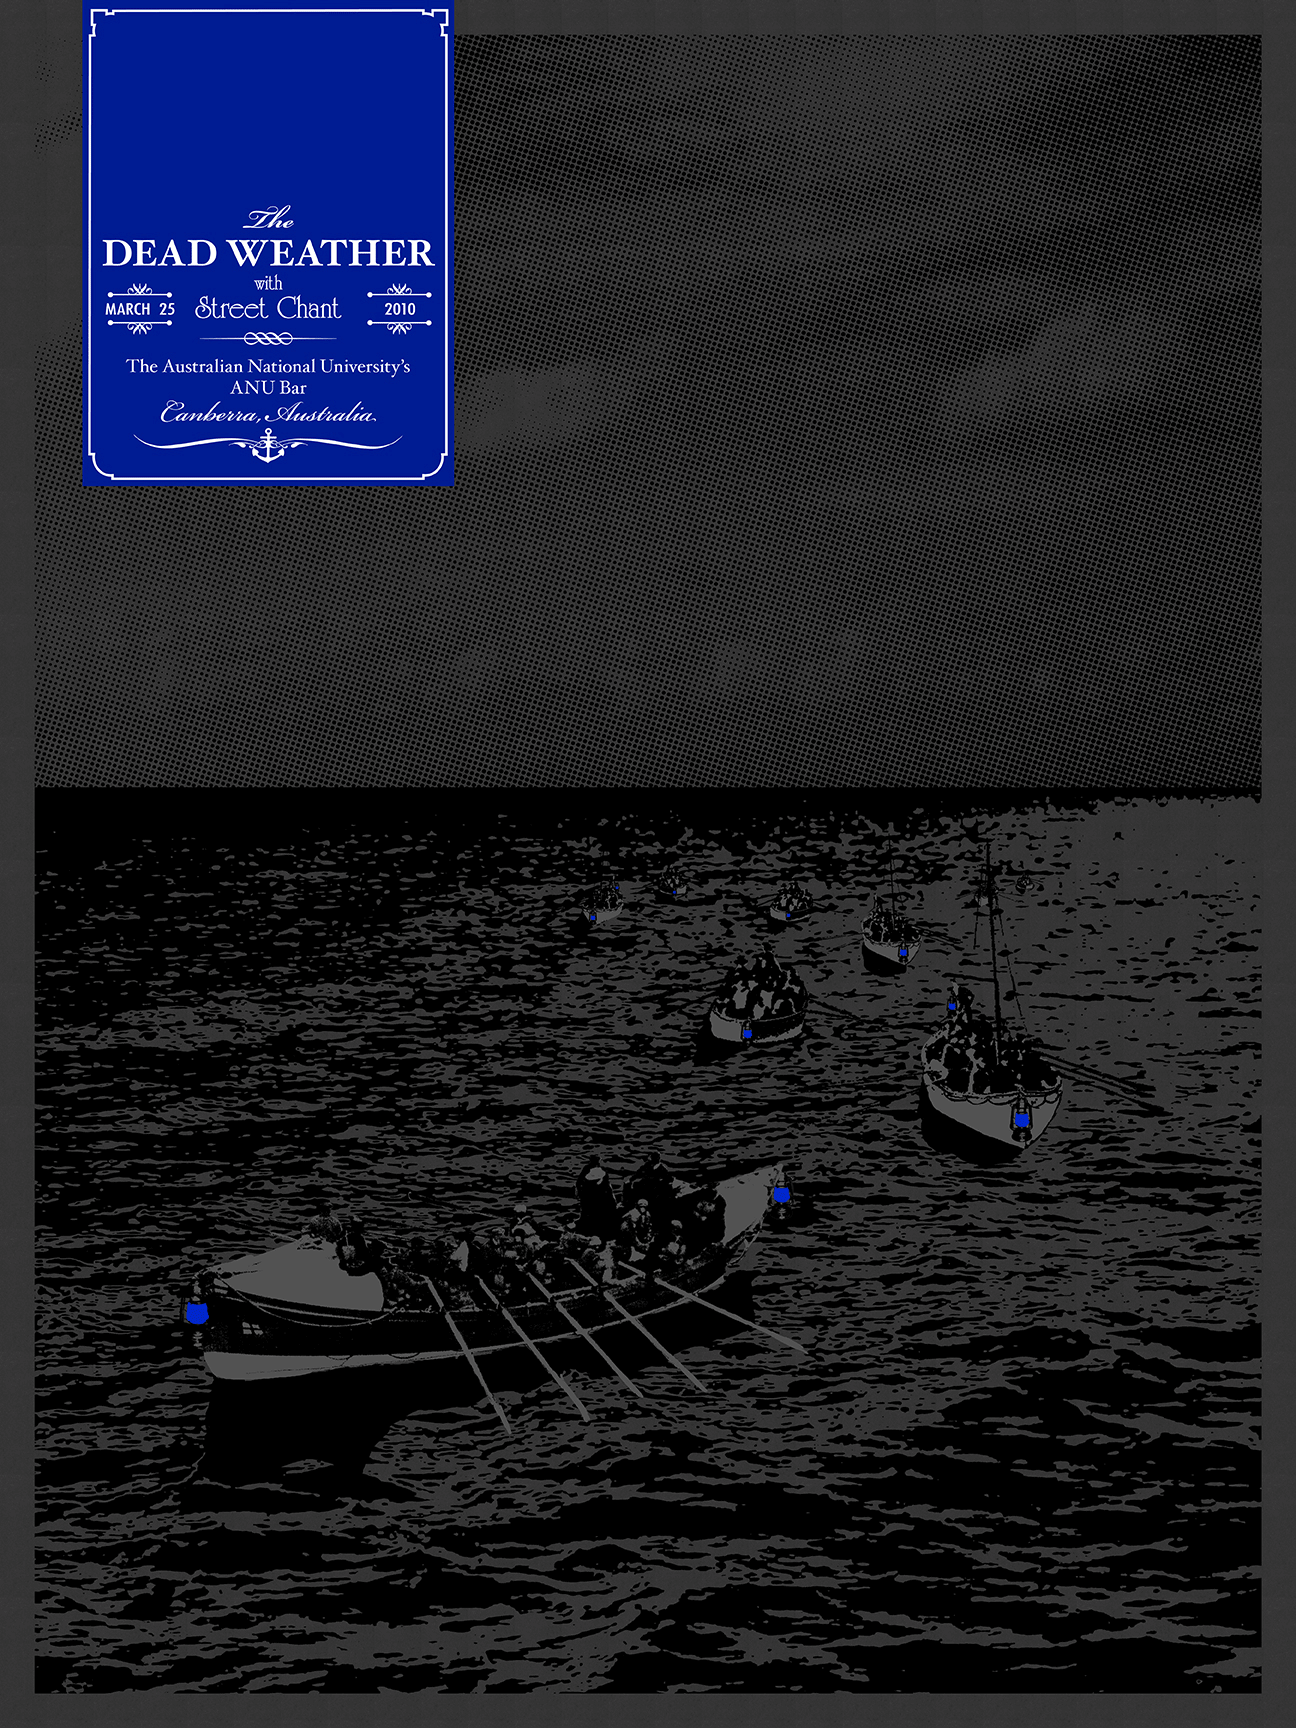 The
DEAD WEATHER
with
MARCH 25 Street Chant 2010
The Australian National University's
ANU Bar
Canberra, Australia.